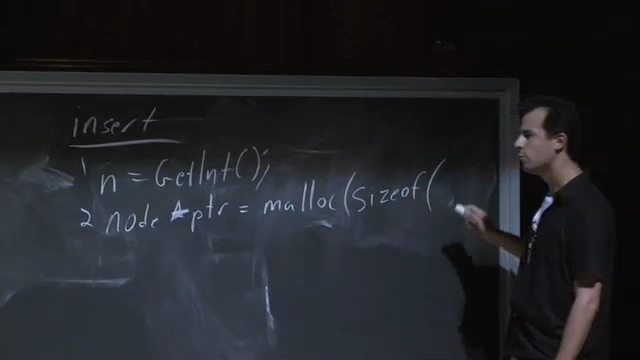 insert
1 n = GetInt();
2 node *ptr = malloc(sizeof(